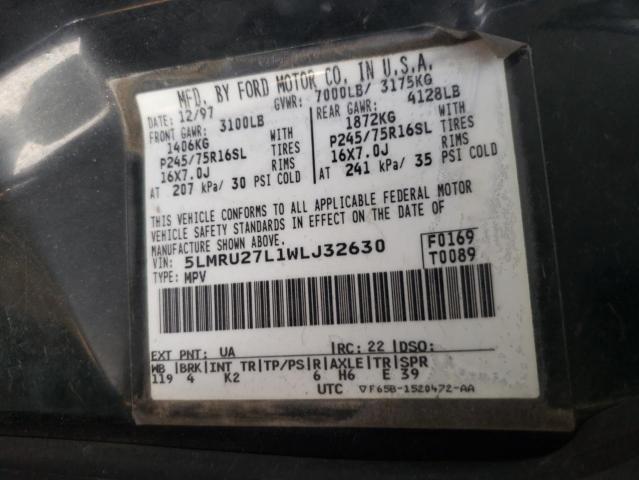 MFD. BY FORD MOTOR CO. IN U.S.A.
DATE: 12/97 GVWR: 7000LB/ 3175KG
FRONT GAWR: 3100LB REAR GAWR: 4128LB
1406KG WITH 1872KG WITH
P245/75R16SL TIRES P245/75R16SL TIRES
16X7.0J RIMS 16X7.0J RIMS
AT 207 kPa/ 30 PSI COLD AT 241 kPa/ 35 PSI COLD
THIS VEHICLE CONFORMS TO ALL APPLICABLE FEDERAL MOTOR
VEHICLE SAFETY STANDARDS IN EFFECT ON THE DATE OF
MANUFACTURE SHOWN ABOVE.
VIN: 5LMRU27L1WLJ32630 F0169
TYPE: MPV T0089
EXT PNT: UA RC: 22 DSO:
WB BRK INT TR TP/PS R AXLE TR SPR
119 4 K2 6 H6 E 39
UTC ▽F65B-1520472-AA